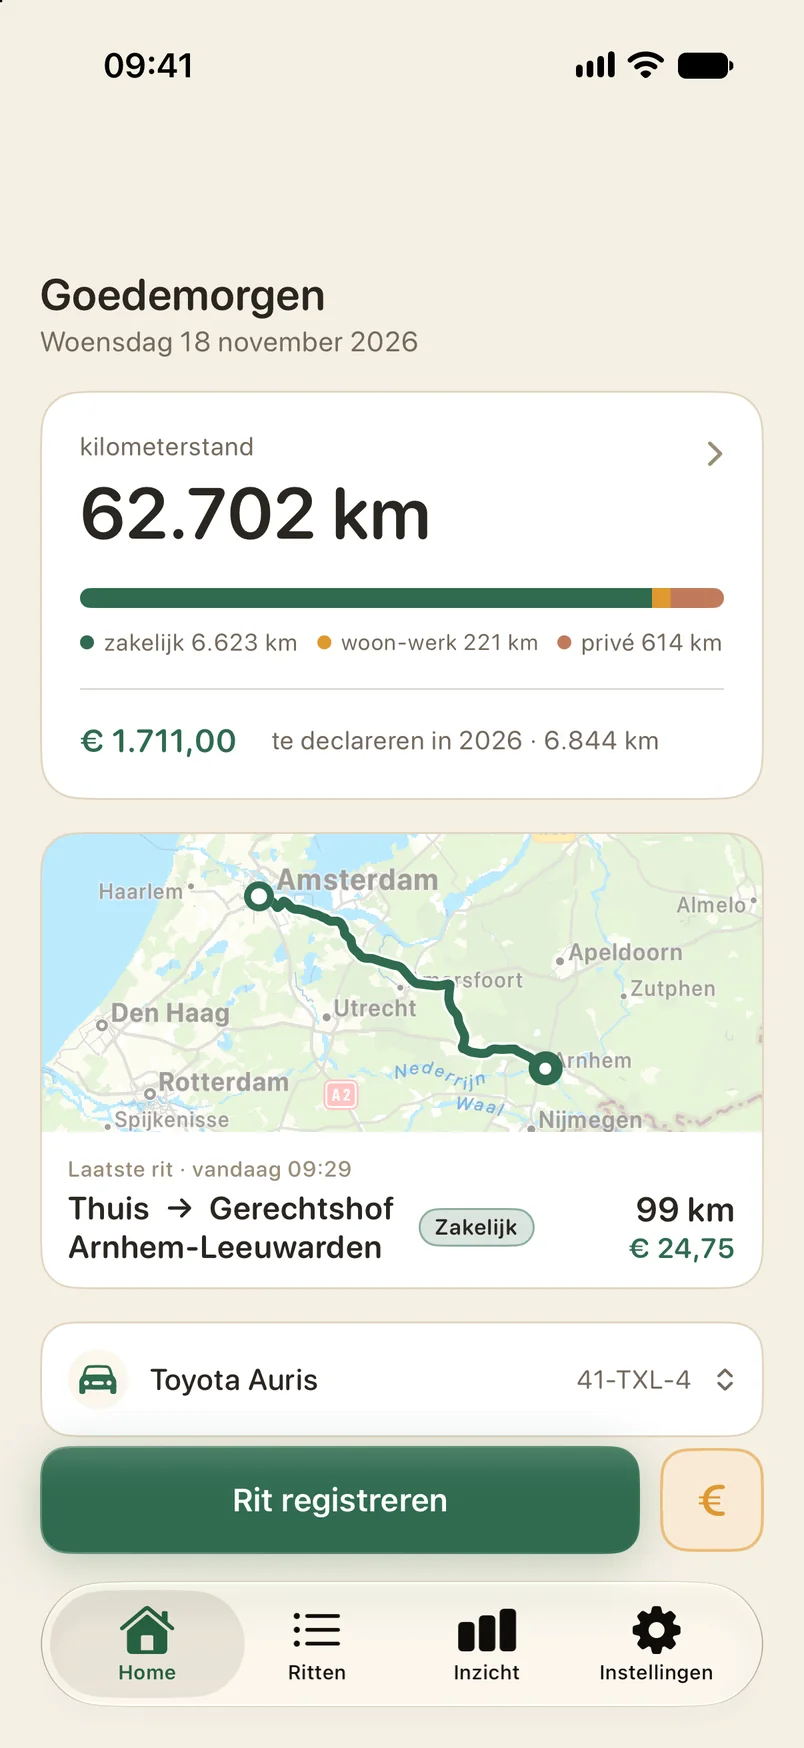 09:41
Goedemorgen
Woensdag 18 november 2026
kilometerstand
62.702 km
zakelijk 6.623 km woon-werk 221 km privé 614 km
€ 1.711,00 te declareren in 2026 · 6.844 km
Haarlem
Amsterdam
Almelo
Apeldoorn
Zutphen
Den Haag
Utrecht
Arnhem
Nederrijn
Rotterdam
A2
Waal
Spijkenisse
Nijmegen
Laatste rit · vandaag 09:29
Thuis → Gerechtshof
Arnhem-Leeuwarden
Zakelijk
99 km
€ 24,75
Toyota Auris 41-TXL-4
Rit registreren €
Home Ritten Inzicht Instellingen